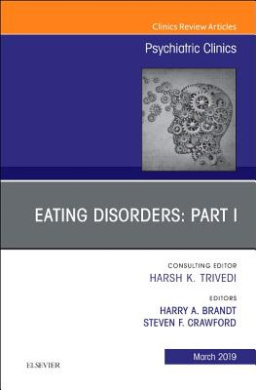 Clinics Review Articles
Psychiatric Clinics
EATING DISORDERS: PART I
CONSULTING EDITOR
HARSH K. TRIVEDI
EDITORS
HARRY A. BRANDT
STEVEN F. CRAWFORD
ELSEVIER
March 2019